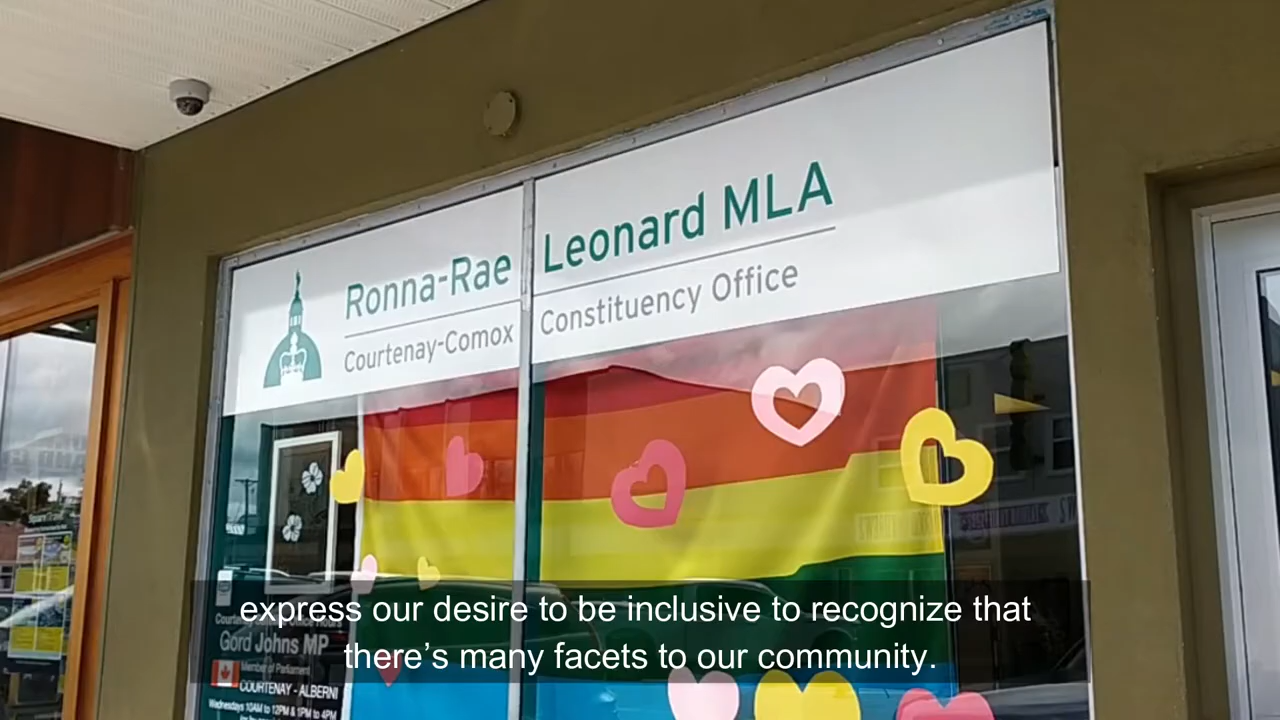 Ronna-Rae Leonard MLA
Courtenay-Comox Constituency Office
express our desire to be inclusive to recognize that
there's many facets to our community.
Gord Johns MP
Member of Parliament
COURTENAY - ALBERNI
Wednesdays 10AM to 12PM & 1PM to 4PM